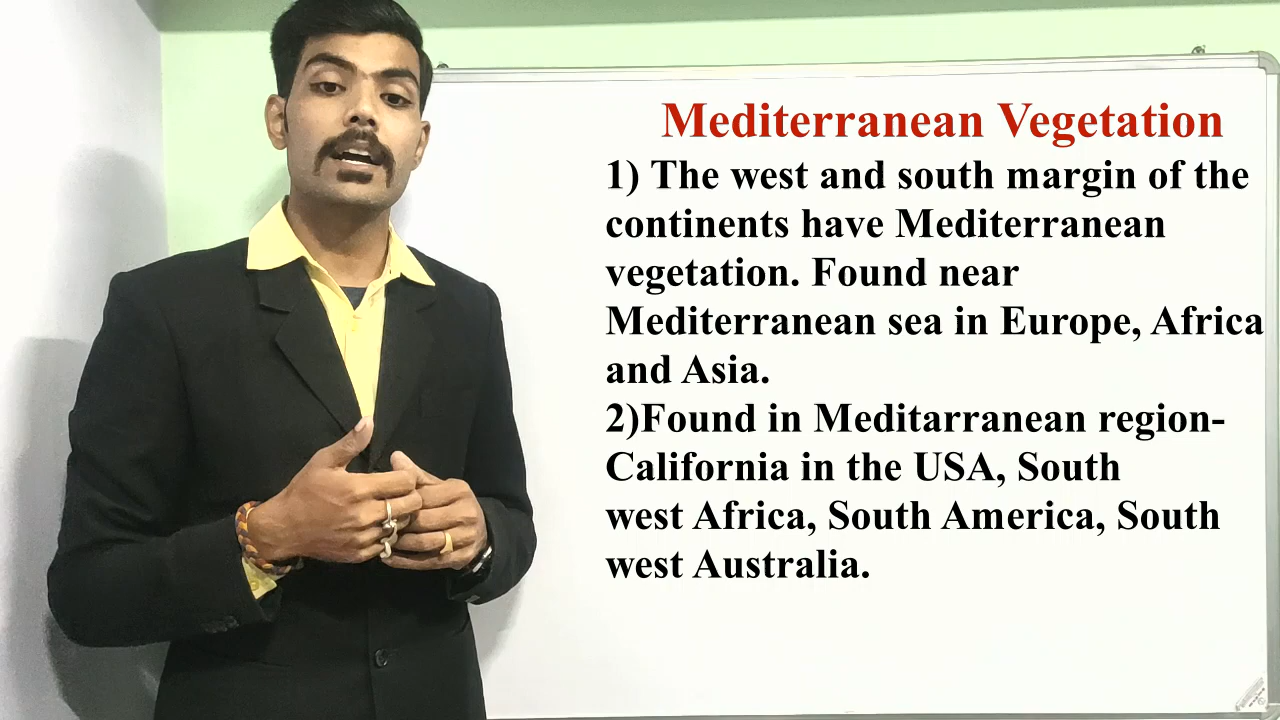 Mediterranean Vegetation
1) The west and south margin of the
continents have Mediterranean
vegetation. Found near
Mediterranean sea in Europe, Africa
and Asia.
2)Found in Meditarranean region-
California in the USA, South
west Africa, South America, South
west Australia.